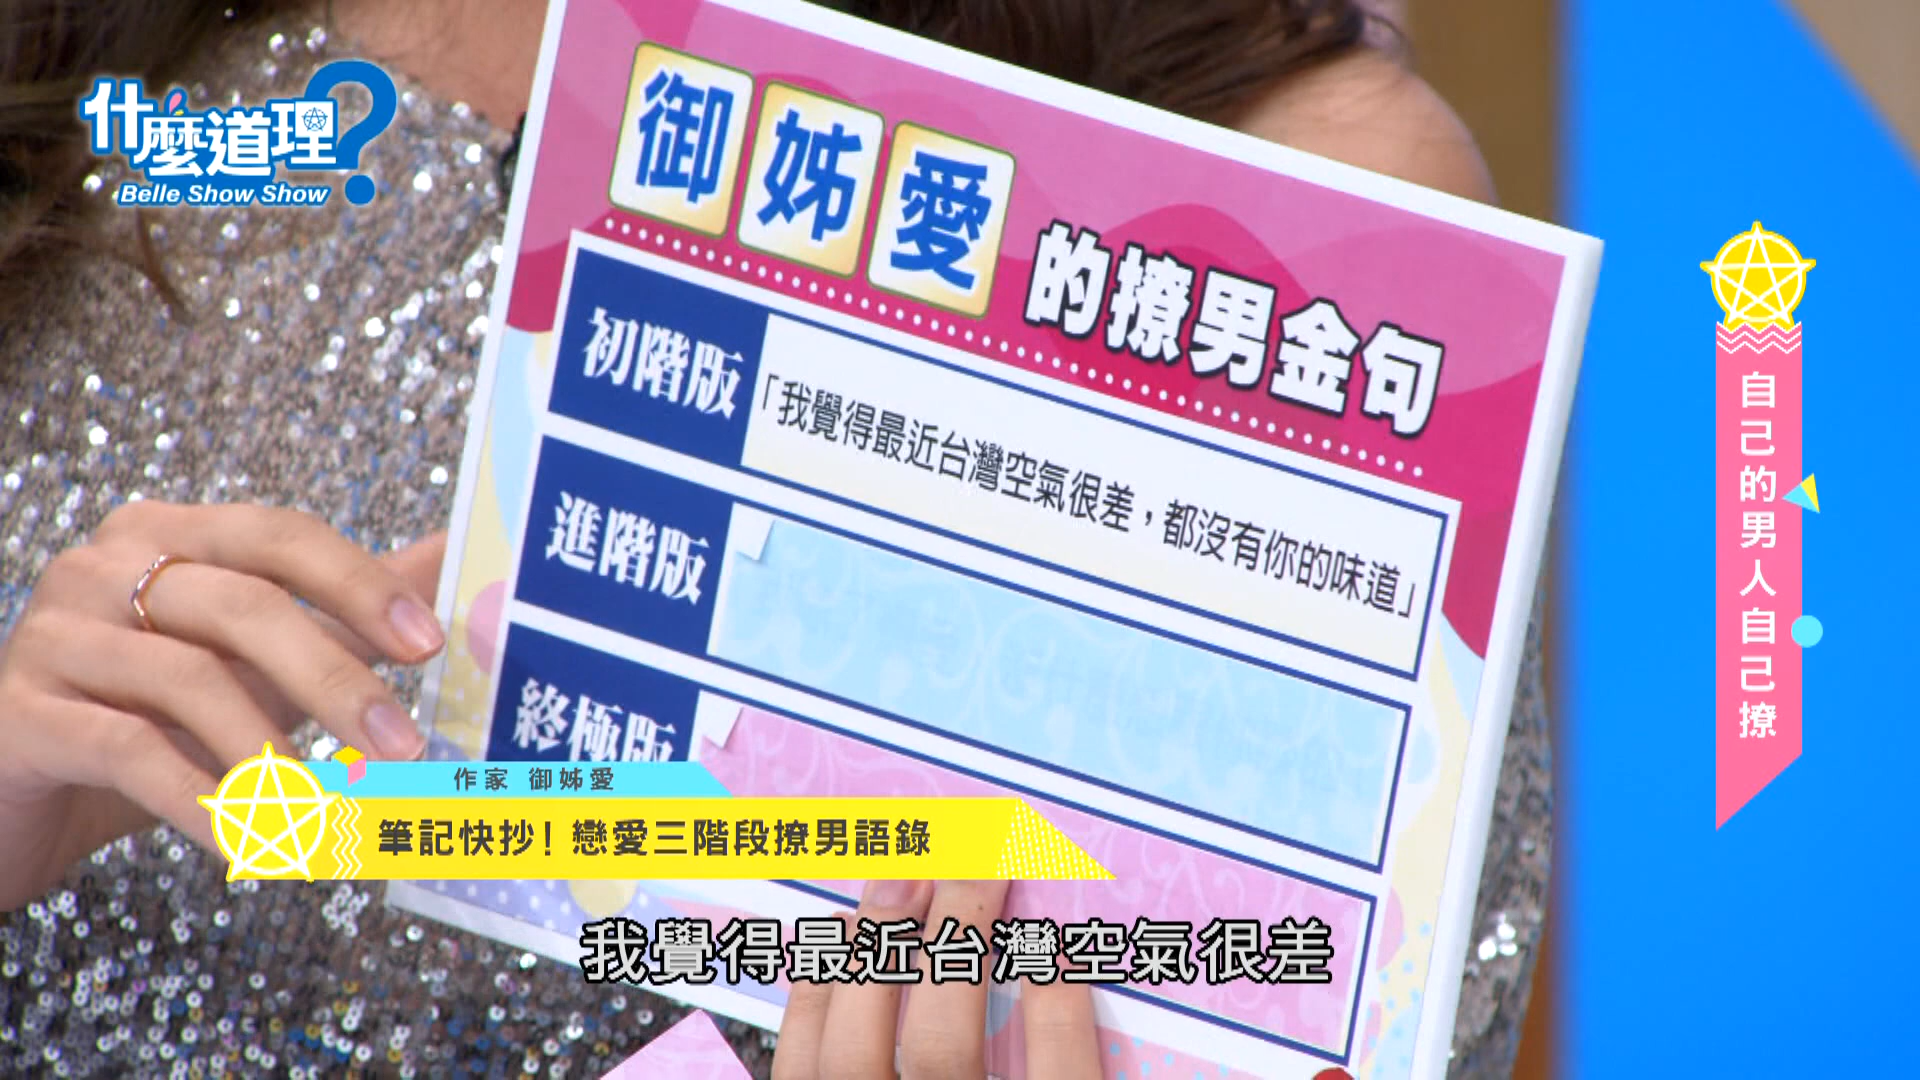 什麼道理?
Belle Show Show
御姊愛的撩男金句
初階版
「我覺得最近台灣空氣很差,都沒有你的味道」
進階版
終極版
自己的男人自己撩
作家 御姊愛
筆記快抄!戀愛三階段撩男語錄
我覺得最近台灣空氣很差